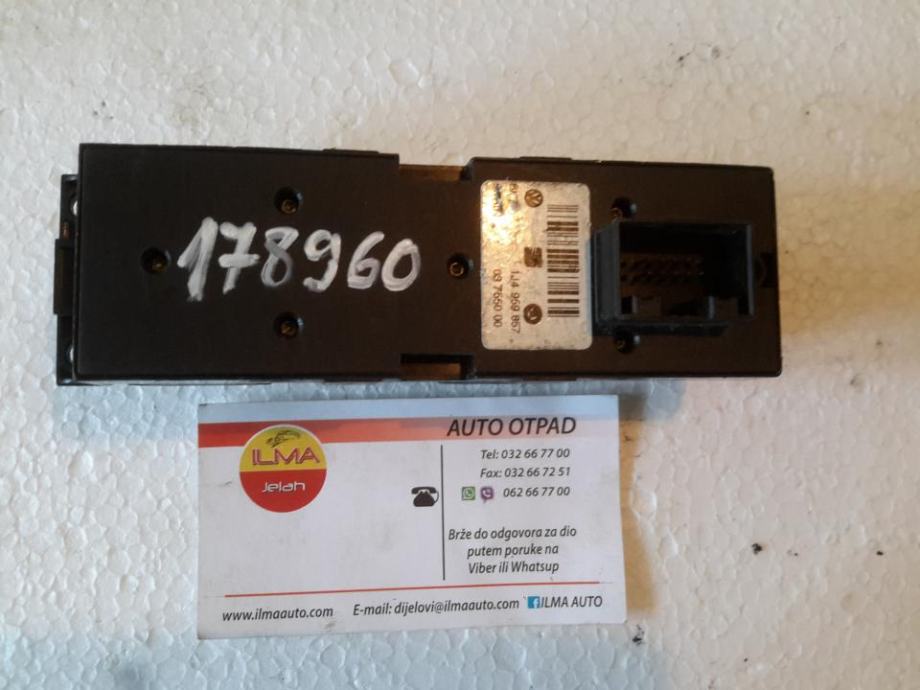 178960
1J4 959 857
03 7650 00
ILMA
Jelah
AUTO OTPAD
Tel: 032 66 77 00
Fax: 032 66 72 51
062 66 77 00
Brže do odgovora za dio
putem poruke na
Viber ili Whatsup
www.ilmaauto.com E-mail: dijelovi@ilmaauto.com ILMA AUTO